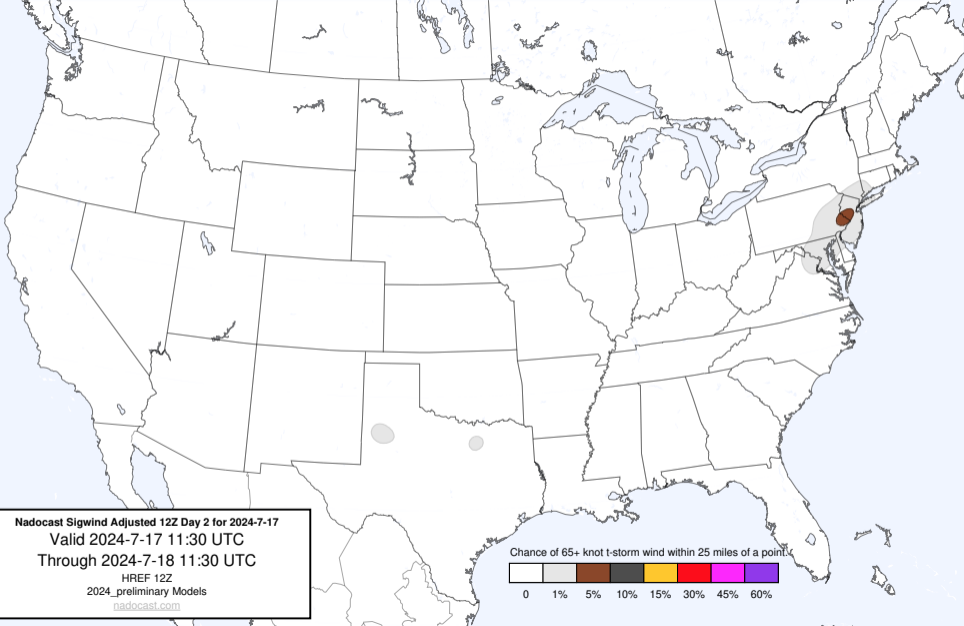 Nadocast Sigwind Adjusted 12Z Day 2 for 2024-7-17
Valid 2024-7-17 11:30 UTC
Through 2024-7-18 11:30 UTC
HREF 12Z
2024_preliminary Models
nadocast.com
Chance of 65+ knot t-storm wind within 25 miles of a point.
0 1% 5% 10% 15% 30% 45% 60%